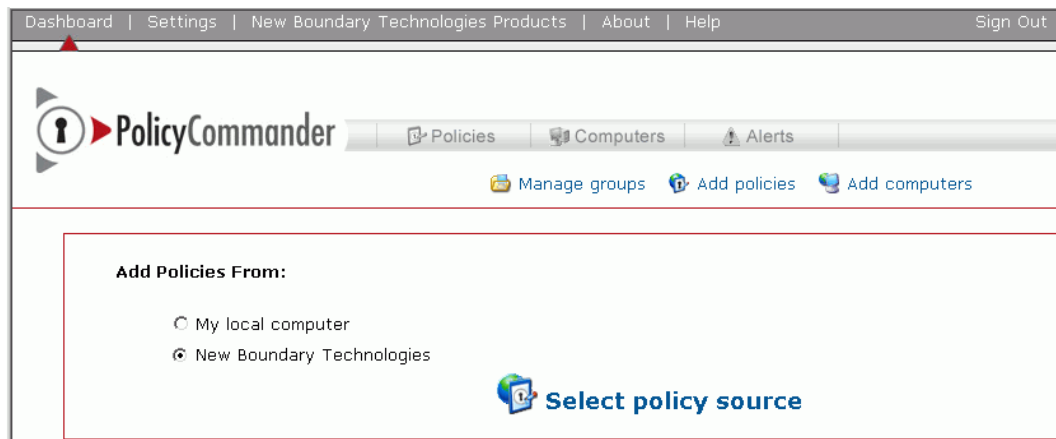 Dashboard | Settings | New Boundary Technologies Products | About | Help Sign Out
PolicyCommander
Policies Computers Alerts
Manage groups Add policies Add computers
Add Policies From:
My local computer
New Boundary Technologies
Select policy source